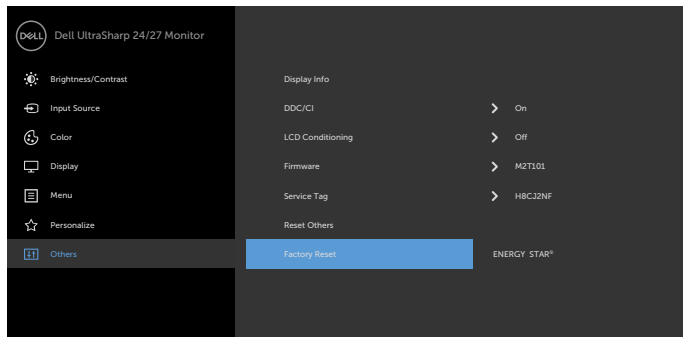 DELL Dell UltraSharp 24/27 Monitor
Brightness/Contrast
Input Source
Color
Display
Menu
Personalize
Others
Display Info
DDC/CI On
LCD Conditioning Off
Firmware M2T101
Service Tag H8CJ2NF
Reset Others
Factory Reset ENERGY STAR®